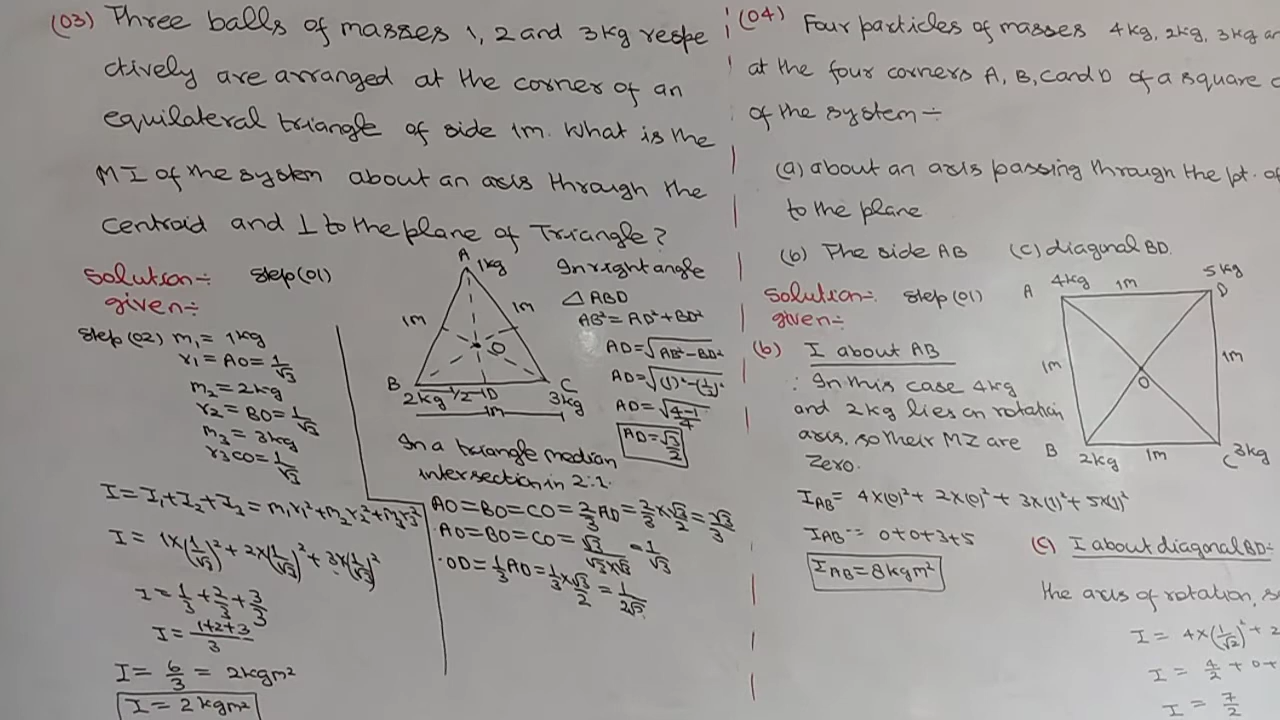 (03) Three balls of masses 1, 2 and 3kg respe
ctively are arranged at the corner of an
equilateral triangle of side 1m. What is the
MI of the system about an axis through the
centroid and ⊥ to the plane of Triangle?
Solution÷ Step(01)
given÷
Step(02) m₁ = 1kg
r₁ = AO = 1/√3
m₂ = 2kg
r₂ = BO = 1/√3
m₃ = 3kg
r₃ CO = 1/√3
I = I₁+I₂+I₃ = m₁r₁²+m₂r₂²+m₃r₃²
I = 1×(1/√3)² + 2×(1/√3)² + 3×(1/√3)²
I = 1/3 + 2/3 + 3/3
I = (1+2+3)/3
I = 6/3 = 2kgm²
I = 2kgm²
A 1kg
1m 1m
O
B C
2kg 1/2 D 3kg
1m
In right angle
△ ABD
AB² = AD² + BD²
AD = √(AB² − BD²)
AD = √((1)² − (1/2)²)
AD = √((4−1)/4)
AD = √3/2
In a triangle median
intersection in 2:1.
AO = BO = CO = 2/3 AD = 2/3 × √3/2 = √3/3
AO = BO = CO = √3/(√3×√3) = 1/√3
OD = 1/3 AD = 1/3 × √3/2 = 1/2√3
(04) Four particles of masses 4kg, 2kg, 3kg
at the four corners A, B, C and D of a square
of the system÷
(a) about an axis passing through the pt. of
to the plane.
(b) The side AB (c) diagonal BD.
Solution÷ Step(01)
given÷
A 4kg 1m 5kg D
1m 1m
O
B 2kg 1m C 3kg
(b) I about AB
: In this case 4kg
and 2kg lies on rotation
axis, so their MI are
Zero.
I_AB = 4×(0)² + 2×(0)² + 3×(1)² + 5×(1)²
I_AB = 0+0+3+5
I_AB = 8kgm²
(c) I about diagonal BD=
the axis of rotation,
I = 4×(1/√2)² + 2
I = 4/2 + 0+
I = 7/2